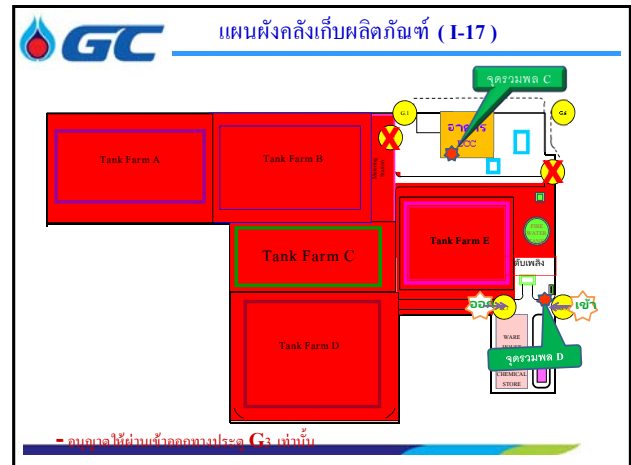 GC
แผนผังคลังเก็บผลิตภัณฑ์ ( I-17 )
จุดรวมพล C
G.1
อาคาร
ECC
Tank Farm A
Tank Farm B
Tank Farm C
Tank Farm E
FIRE
WATER
ดับเพลิง
ออก
เข้า
Tank Farm D
WARE
จุดรวมพล D
CHEMICAL
STORE
- อนุญาตให้ผ่านเข้าออกทางประตู G3 เท่านั้น